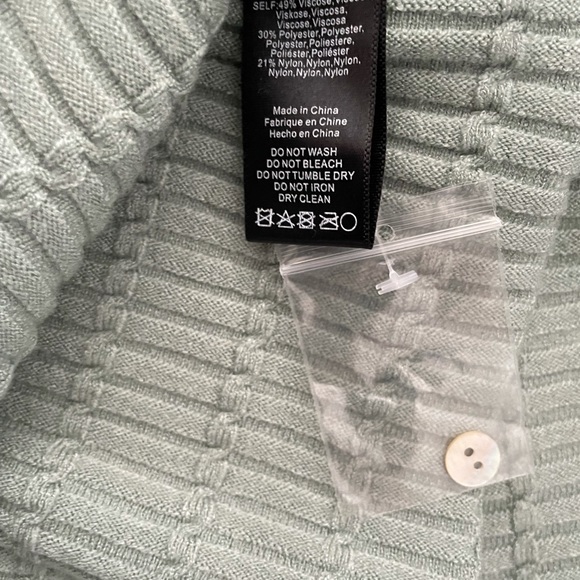 SELF:49% Viscose,
Viskose,Viscosa,
Viscose,Viscosa
30% Polyester,Polyester,
Polyester,Poliestere,
Poliéster,Poliéster
21% Nylon,Nylon,Nylon,
Nylon,Nylon,Nylon
Made in China
Fabrique en Chine
Hecho en China
DO NOT WASH
DO NOT BLEACH
DO NOT TUMBLE DRY
DO NOT IRON
DRY CLEAN